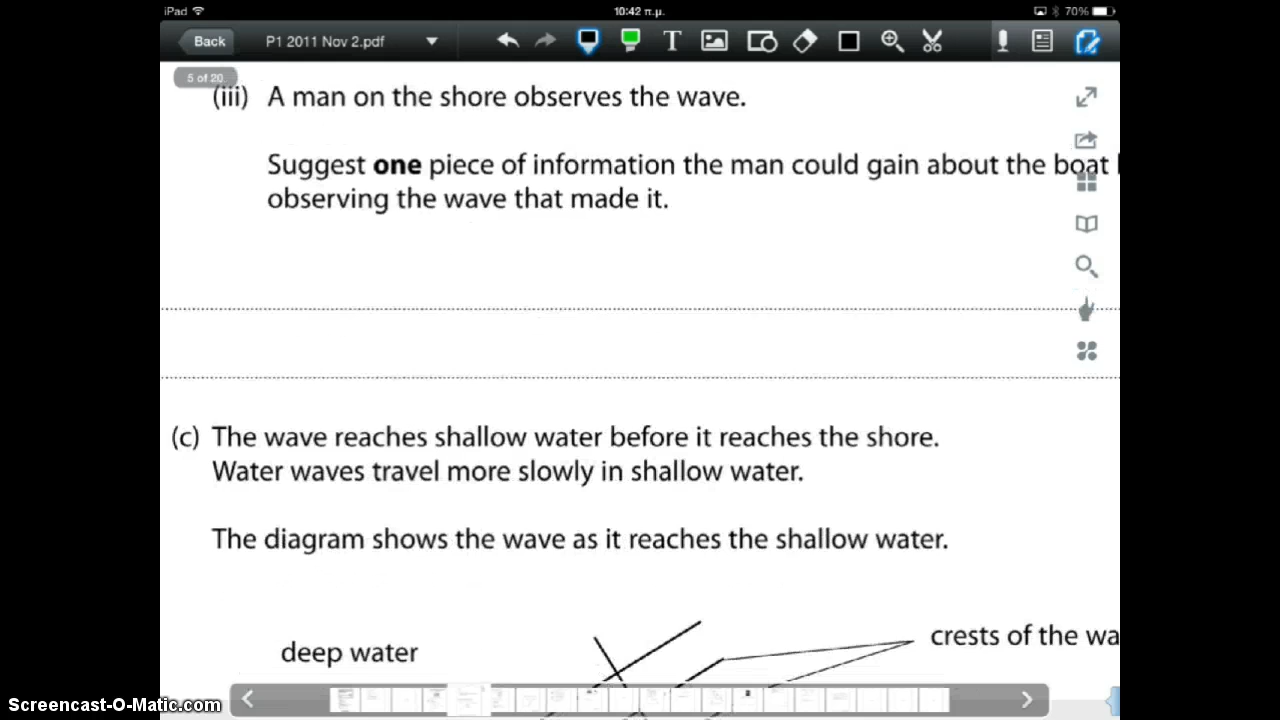 iPad 10:42 π.μ. 70%
Back P1 2011 Nov 2.pdf T
5 of 20
(iii) A man on the shore observes the wave.
Suggest one piece of information the man could gain about the boat
observing the wave that made it.
(c) The wave reaches shallow water before it reaches the shore.
Water waves travel more slowly in shallow water.
The diagram shows the wave as it reaches the shallow water.
crests of the wa
deep water
Screencast-O-Matic.com